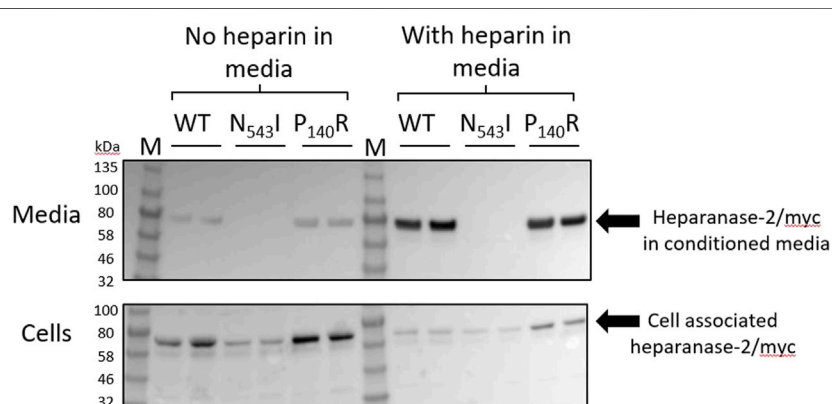 No heparin in
media
With heparin in
media
WT N₅₄₃I P₁₄₀R
WT N₅₄₃I P₁₄₀R
kDa
M
M
135
100
80
58
46
32
Media
Heparanase-2/myc
in conditioned media
100
80
58
46
32
Cells
Cell associated
heparanase-2/myc